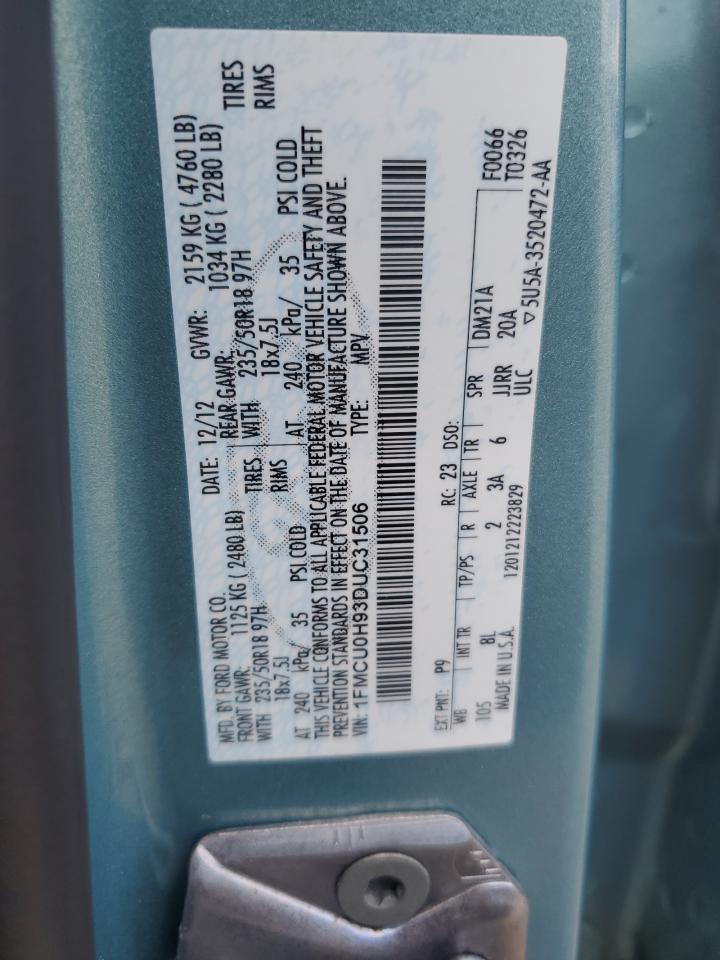 MFD. BY FORD MOTOR CO. DATE: 12/12 GVWR: 2159 KG ( 4760 LB)
FRONT GAWR: 1125 KG ( 2480 LB) REAR GAWR: 1034 KG ( 2280 LB)
WITH 235/50R18 97H TIRES WITH 235/50R18 97H TIRES
18x7.5J RIMS 18x7.5J RIMS
AT 240 kPa/ 35 PSI COLD AT 240 kPa/ 35 PSI COLD
THIS VEHICLE CONFORMS TO ALL APPLICABLE FEDERAL MOTOR VEHICLE SAFETY AND THEFT
PREVENTION STANDARDS IN EFFECT ON THE DATE OF MANUFACTURE SHOWN ABOVE.
VIN: 1FMCU0H93DUC31506 TYPE: MPV
EXT PNT: P9 RC: 23 DSO: F0066
WB INT TR TP/PS R AXLE TR SPR DM21A T0326
105 8L 2 3A 6 JJRR 20A
MADE IN U.S.A. 1201212223829 ULC ▽5U5A-3520472-AA
XIX